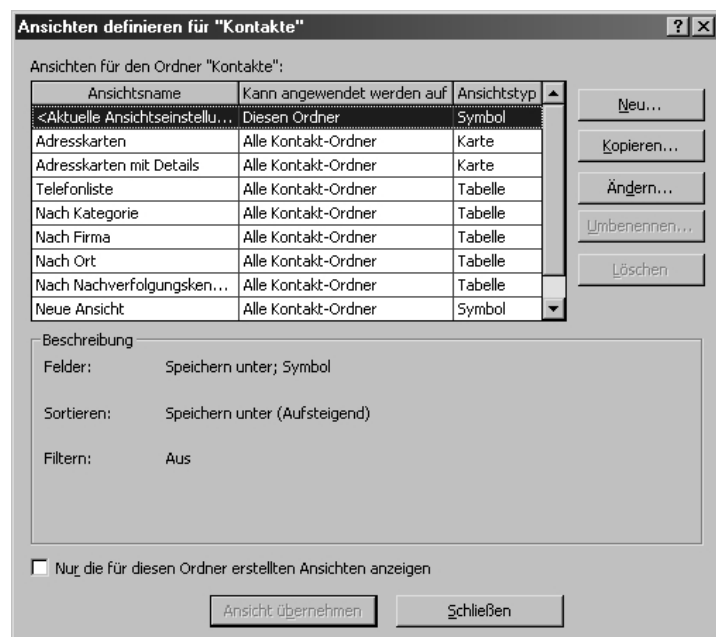 Ansichten definieren für "Kontakte"
Ansichten für den Ordner "Kontakte":
Ansichtsname Kann angewendet werden auf Ansichtstyp
<Aktuelle Ansichtseinstellu... Diesen Ordner Symbol
Adresskarten Alle Kontakt-Ordner Karte
Adresskarten mit Details Alle Kontakt-Ordner Karte
Telefonliste Alle Kontakt-Ordner Tabelle
Nach Kategorie Alle Kontakt-Ordner Tabelle
Nach Firma Alle Kontakt-Ordner Tabelle
Nach Ort Alle Kontakt-Ordner Tabelle
Nach Nachverfolgungsken... Alle Kontakt-Ordner Tabelle
Neue Ansicht Alle Kontakt-Ordner Symbol
Neu...
Kopieren...
Ändern...
Umbenennen...
Löschen
Beschreibung
Felder: Speichern unter; Symbol
Sortieren: Speichern unter (Aufsteigend)
Filtern: Aus
Nur die für diesen Ordner erstellten Ansichten anzeigen
Ansicht übernehmen Schließen